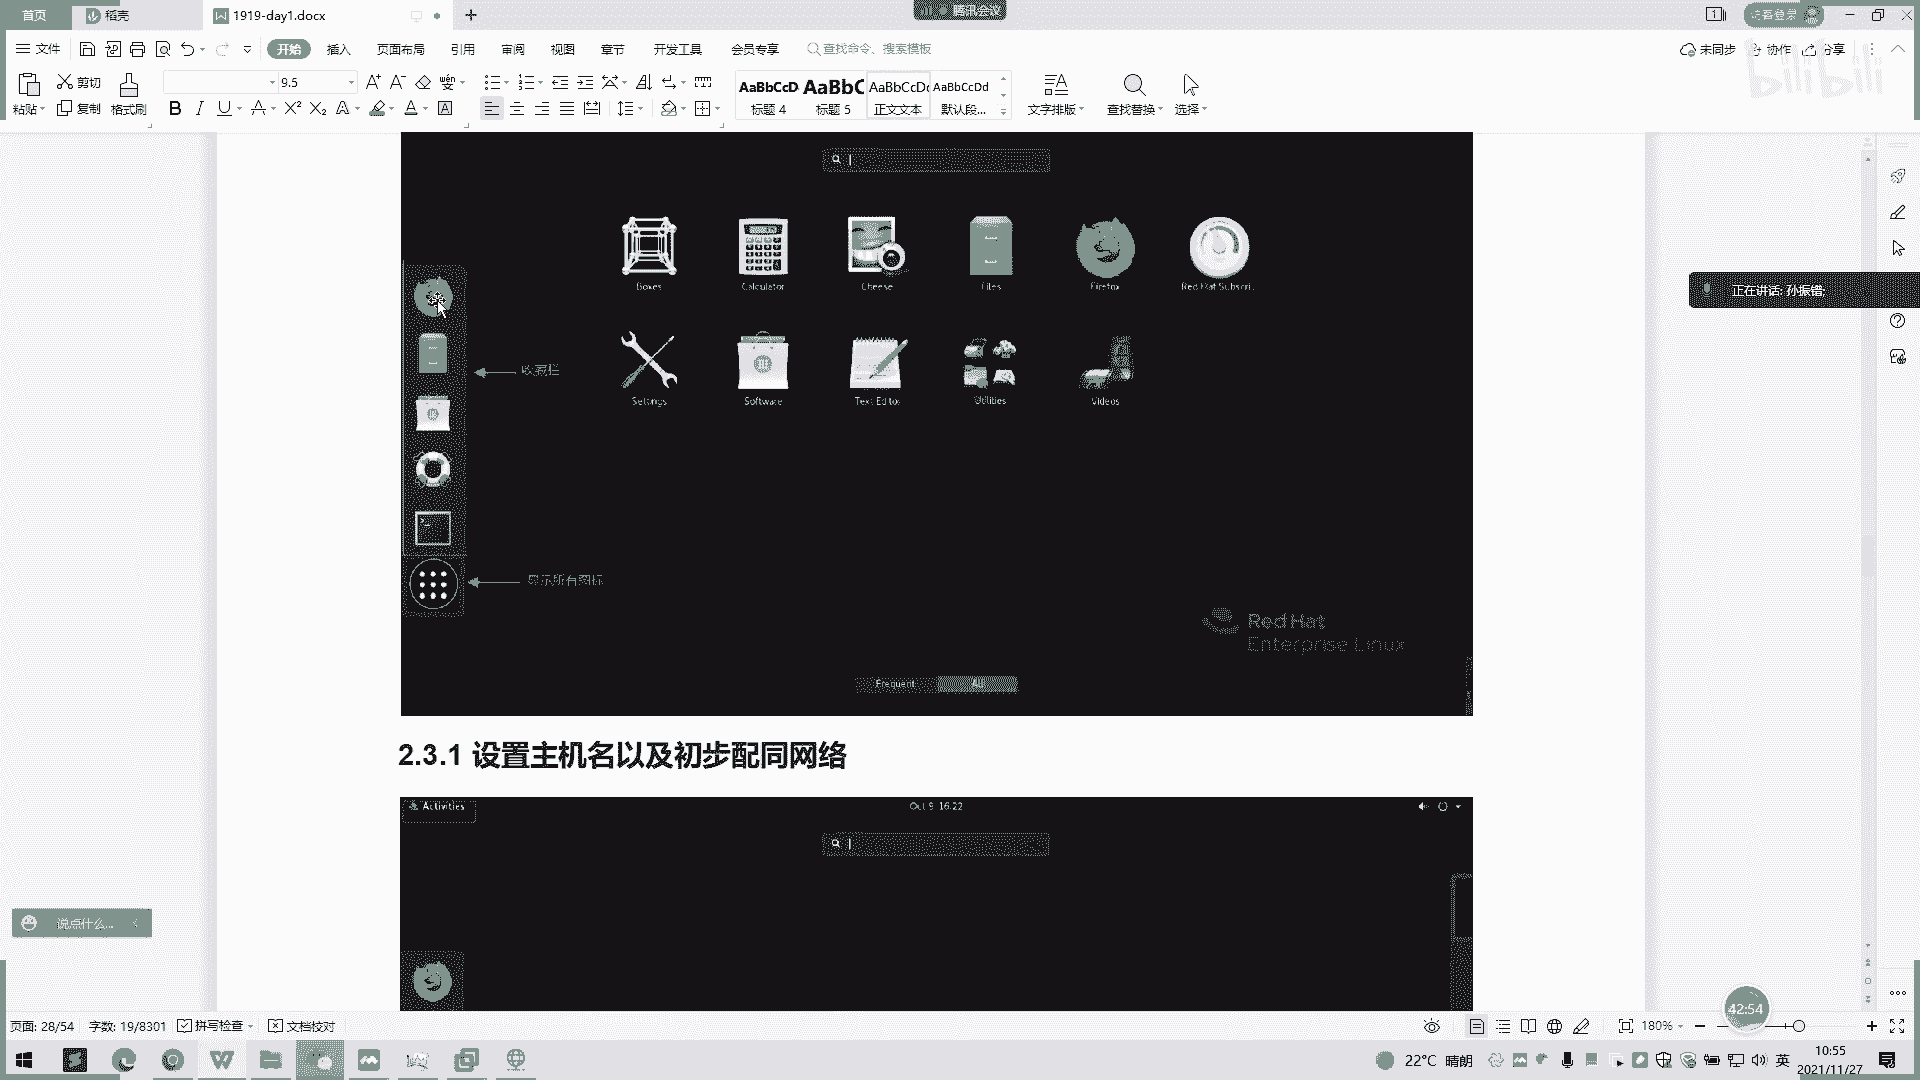 首页 稻壳 1919-day1.docx 腾讯会议 访客登录
文件 开始 插入 页面布局 引用 审阅 视图 章节 开发工具 会员专享 查找命令、搜索模板 未同步 协作 分享
bilibili
粘贴 剪切 复制 格式刷 9.5
AaBbCcD AaBbC AaBbCcDd AaBbCcDd
标题 4 标题 5 正文文本 默认段... 文字排版 查找替换 选择
Boxes Calculator Cheese Files Firefox Red Hat Subscri...
正在讲话: 孙振锴;
收藏栏
Settings Software Text Editor Utilities Videos
显示所有图标
Red Hat
Enterprise Linux
Frequent All
2.3.1 设置主机名以及初步配同网络
Activities Oct 9 16:22
说点什么...
42:54
页面: 28/54 字数: 19/8301 拼写检查 文档校对 180%
22°C 晴朗 英 10:55
2021/11/27